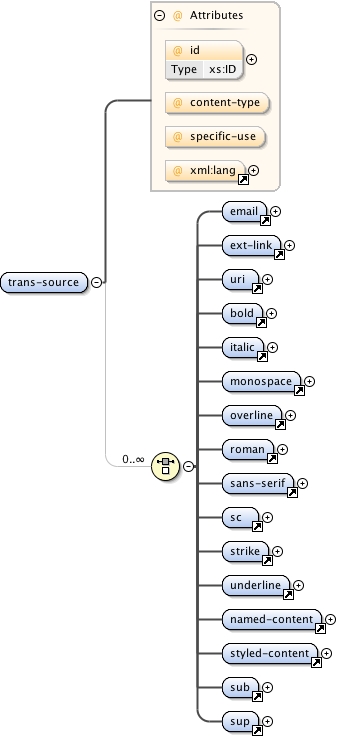 @ Attributes
@ id
Type xs:ID
@ content-type
@ specific-use
@ xml:lang
trans-source
0..∞
email
ext-link
uri
bold
italic
monospace
overline
roman
sans-serif
sc
strike
underline
named-content
styled-content
sub
sup